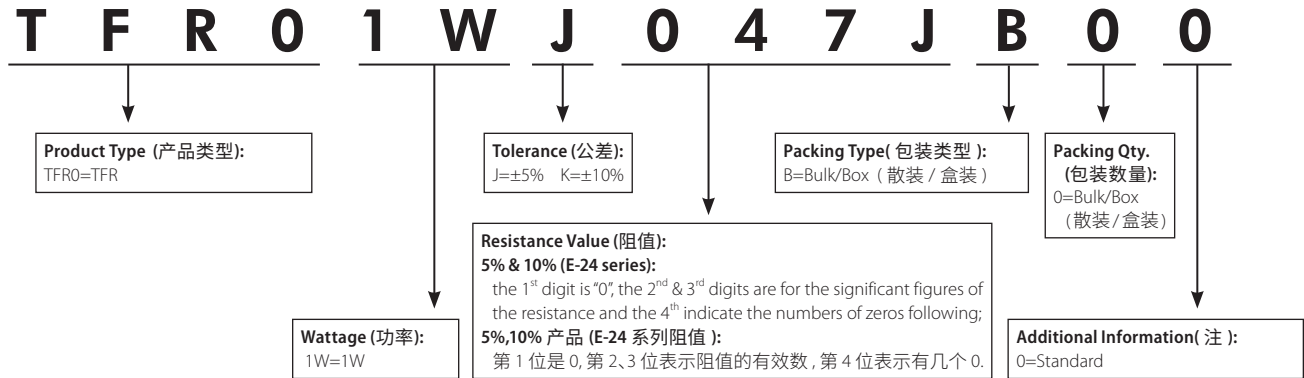 T F R 0 1 W J 0 4 7 J B 0 0
Product Type (产品类型):
TFR0=TFR
Tolerance (公差):
J=±5% K=±10%
Packing Type( 包装类型 ):
B=Bulk/Box ( 散装 / 盒装 )
Packing Qty.
(包装数量):
0=Bulk/Box
(散装/盒装)
Resistance Value (阻值):
5% & 10% (E-24 series):
the 1st digit is "0", the 2nd & 3rd digits are for the significant figures of
the resistance and the 4th indicate the numbers of zeros following;
5%,10% 产品 (E-24 系列阻值 ):
第 1 位是 0, 第 2、3 位表示阻值的有效数 , 第 4 位表示有几个 0.
Wattage (功率):
1W=1W
Additional Information( 注 ):
0=Standard